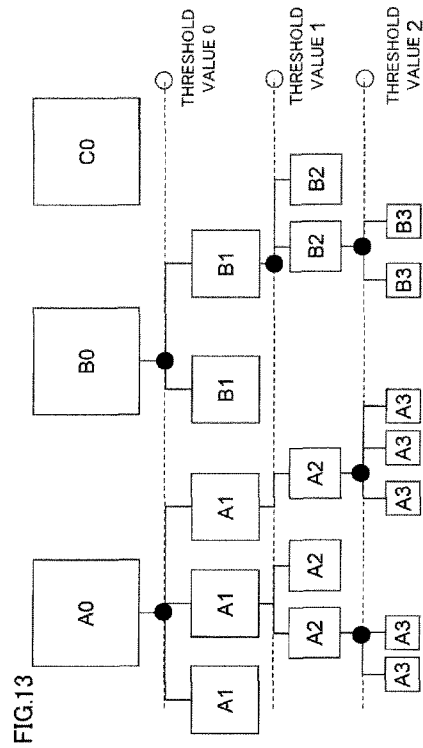 FIG.13
A0
B0
C0
THRESHOLD
VALUE 0
A1
A1
A1
B1
B1
THRESHOLD
VALUE 1
A2
A2
A2
B2
B2
THRESHOLD
VALUE 2
A3
A3
A3
A3
A3
B3
B3